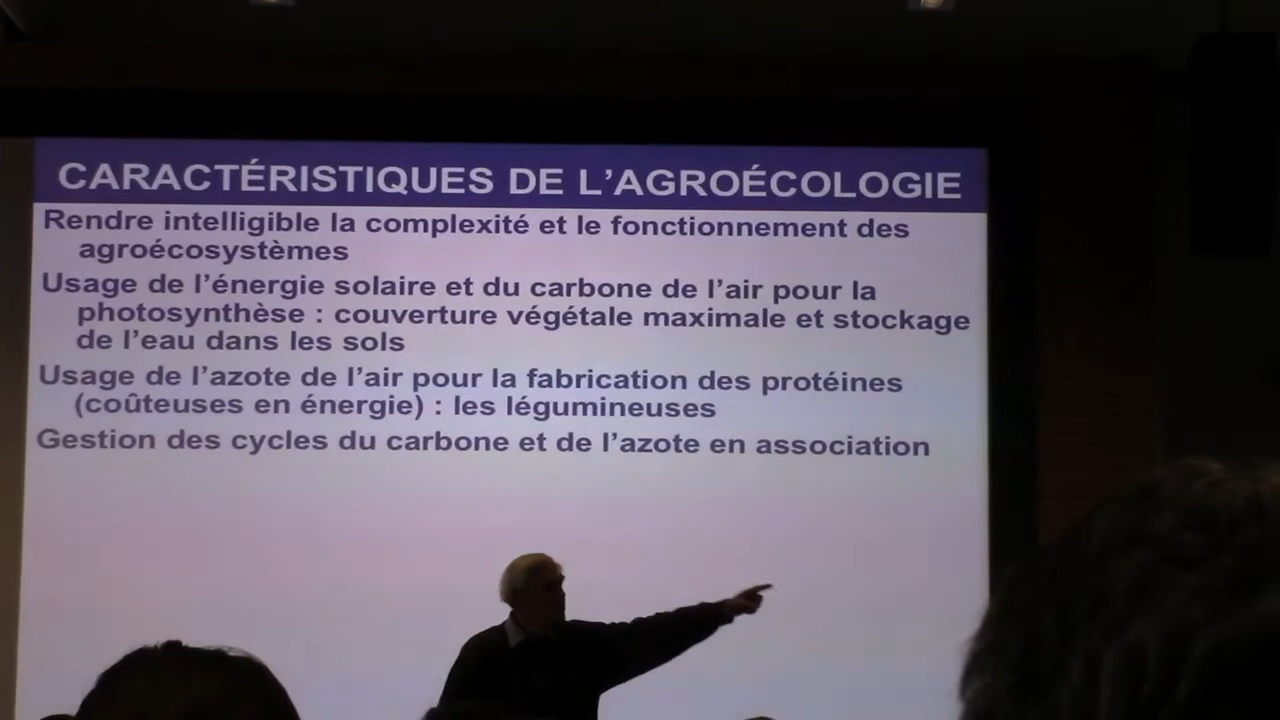 CARACTÉRISTIQUES DE L’AGROÉCOLOGIE
Rendre intelligible la complexité et le fonctionnement des
agroécosystèmes
Usage de l’énergie solaire et du carbone de l’air pour la
photosynthèse : couverture végétale maximale et stockage
de l’eau dans les sols
Usage de l’azote de l’air pour la fabrication des protéines
(coûteuses en énergie) : les légumineuses
Gestion des cycles du carbone et de l’azote en association